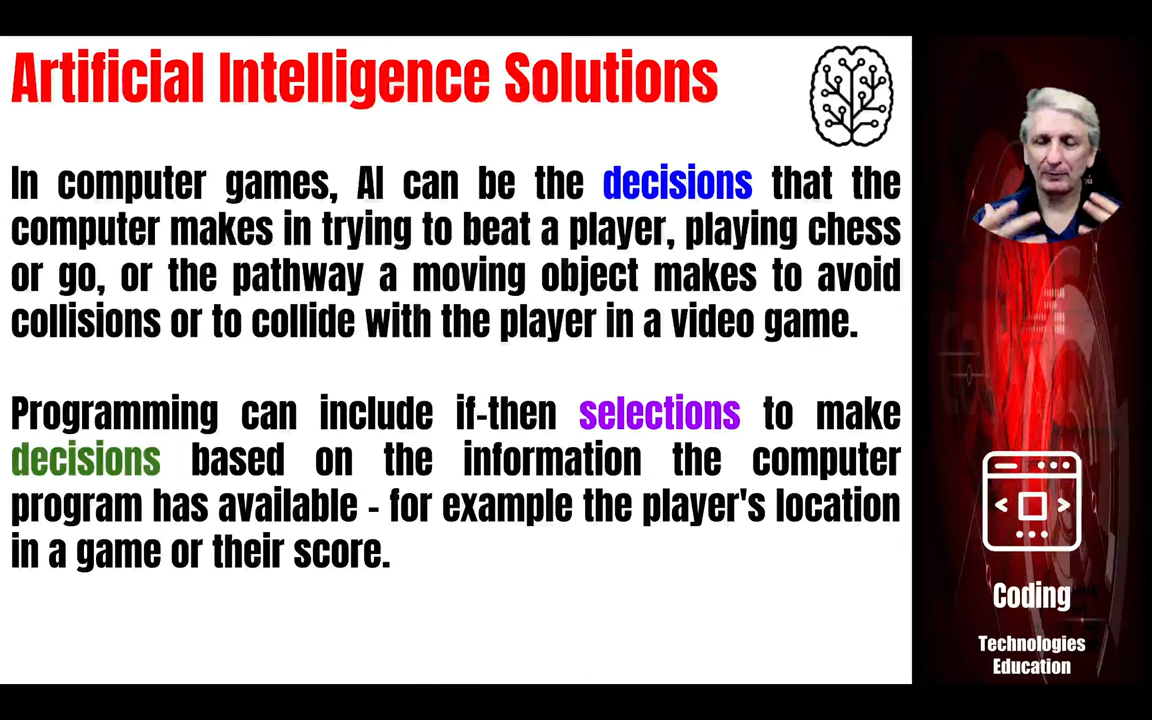 Artificial Intelligence Solutions
In computer games, AI can be the decisions that the
computer makes in trying to beat a player, playing chess
or go, or the pathway a moving object makes to avoid
collisions or to collide with the player in a video game.
Programming can include if-then selections to make
decisions based on the information the computer
program has available - for example the player's location
in a game or their score.
Coding
Technologies
Education